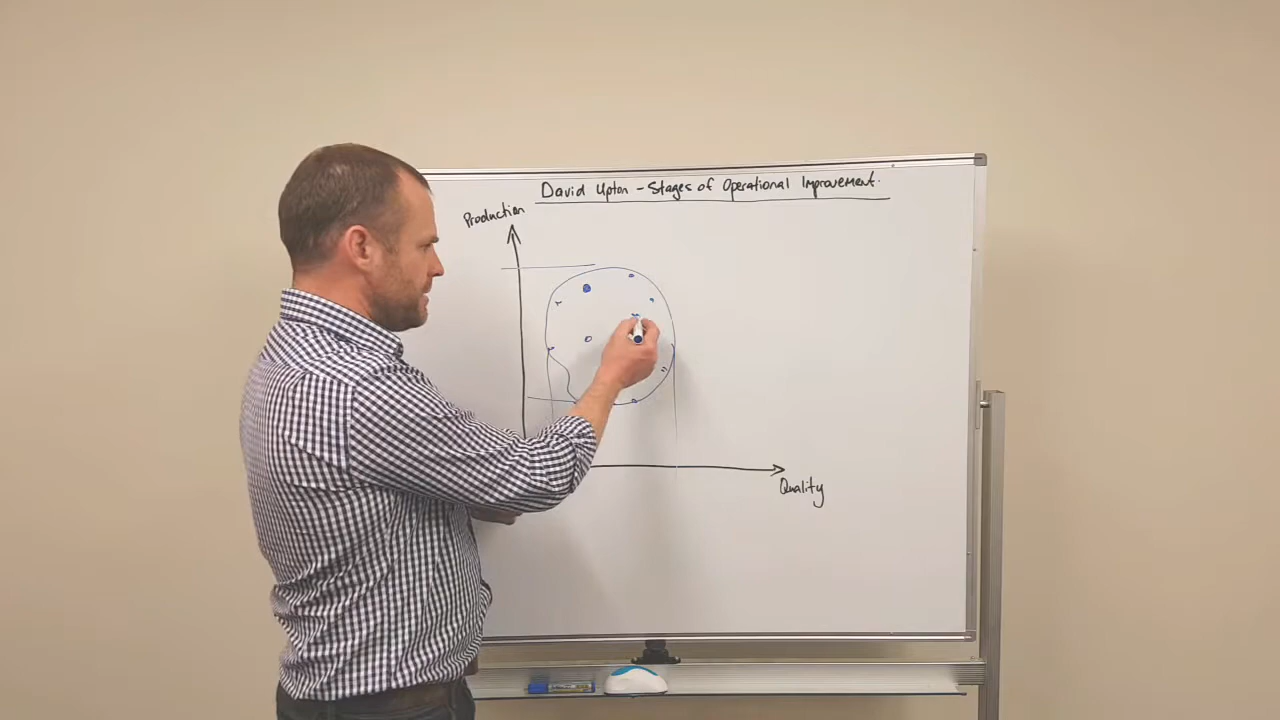 David Upton - Stages of Operational Improvement.
Production
Quality